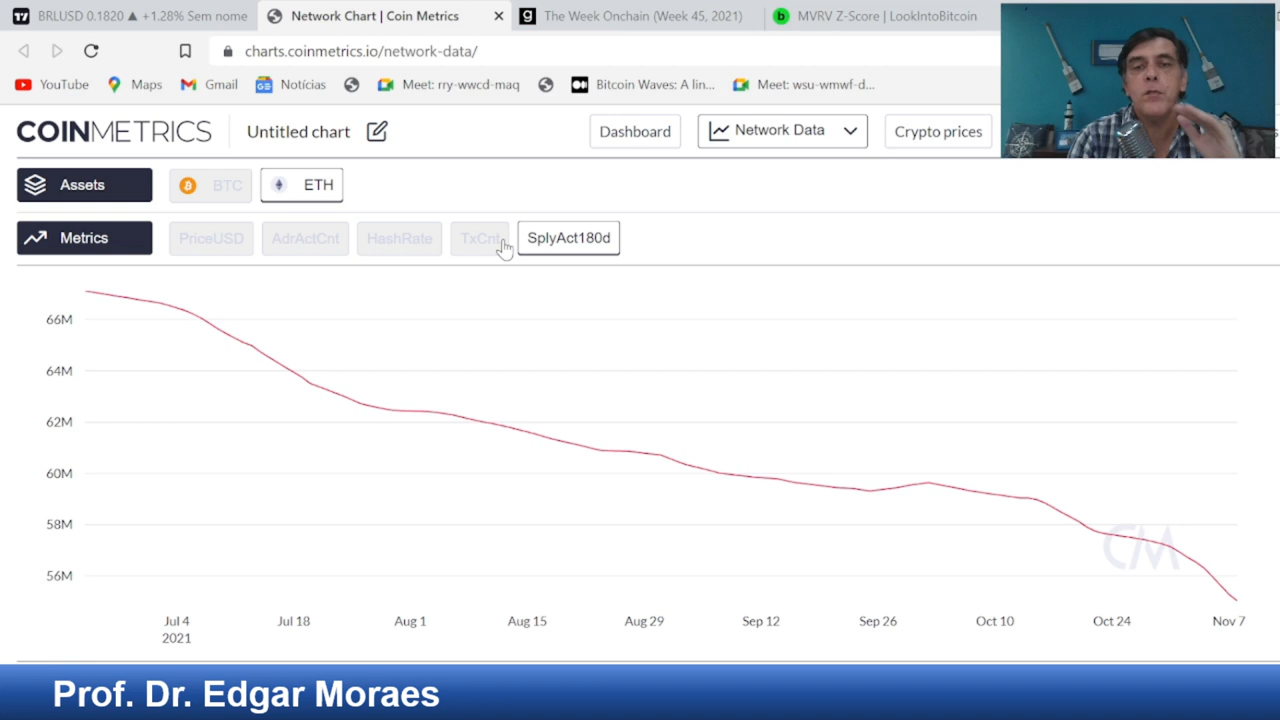 BRLUSD 0.1820 ▲ +1.28% Sem nome
Network Chart | Coin Metrics
The Week Onchain (Week 45, 2021)
MVRV Z-Score | LookIntoBitcoin
charts.coinmetrics.io/network-data/
YouTube
Maps
Gmail
Notícias
Meet: rry-wwcd-maq
Bitcoin Waves: A lin...
Meet: wsu-wmwf-d...
COINMETRICS
Untitled chart
Dashboard
Network Data
Crypto prices
Assets
BTC
ETH
Metrics
PriceUSD
AdrActCnt
HashRate
TxCnt
SplyAct180d
66M
64M
62M
60M
58M
56M
CM
Jul 4
2021
Jul 18
Aug 1
Aug 15
Aug 29
Sep 12
Sep 26
Oct 10
Oct 24
Nov 7
Prof. Dr. Edgar Moraes